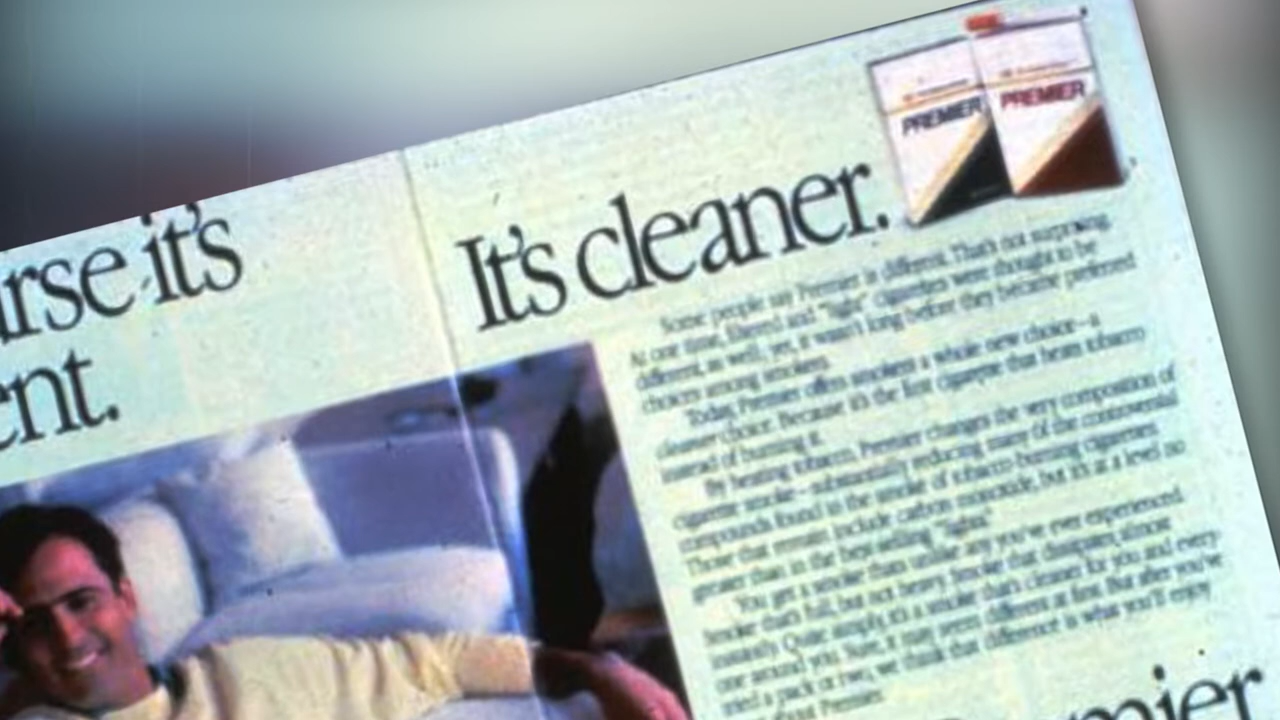 urse it's
ent.
It's cleaner.
PREMIER
PREMIER
Some people say Premier is different. That's not surprising.
At one time, filtered and "light" cigarettes were thought to be
different, as well, yet, it wasn't long before they became preferred
choices among smokers.
Today, Premier offers smokers a whole new choice—a
cleaner choice. Because it's the first cigarette that heats tobacco
instead of burning it.
By heating tobacco, Premier changes the very composition of
cigarette smoke—substantially reducing many of the controversial
compounds found in the smoke of tobacco-burning cigarettes.
Those that remain include carbon monoxide, but it's at a level no
greater than in the best-selling "lights."
You get a smoke that's unlike any you've ever experienced.
Smoke that's full, but not heavy. Smoke that disappears almost
instantly. Quite simply, it's a smoke that's cleaner for you and every-
one around you. Sure, it may seem different at first. But after you've
tried a pack or two, we think that difference is what you'll enjoy
about Premier.
Premier